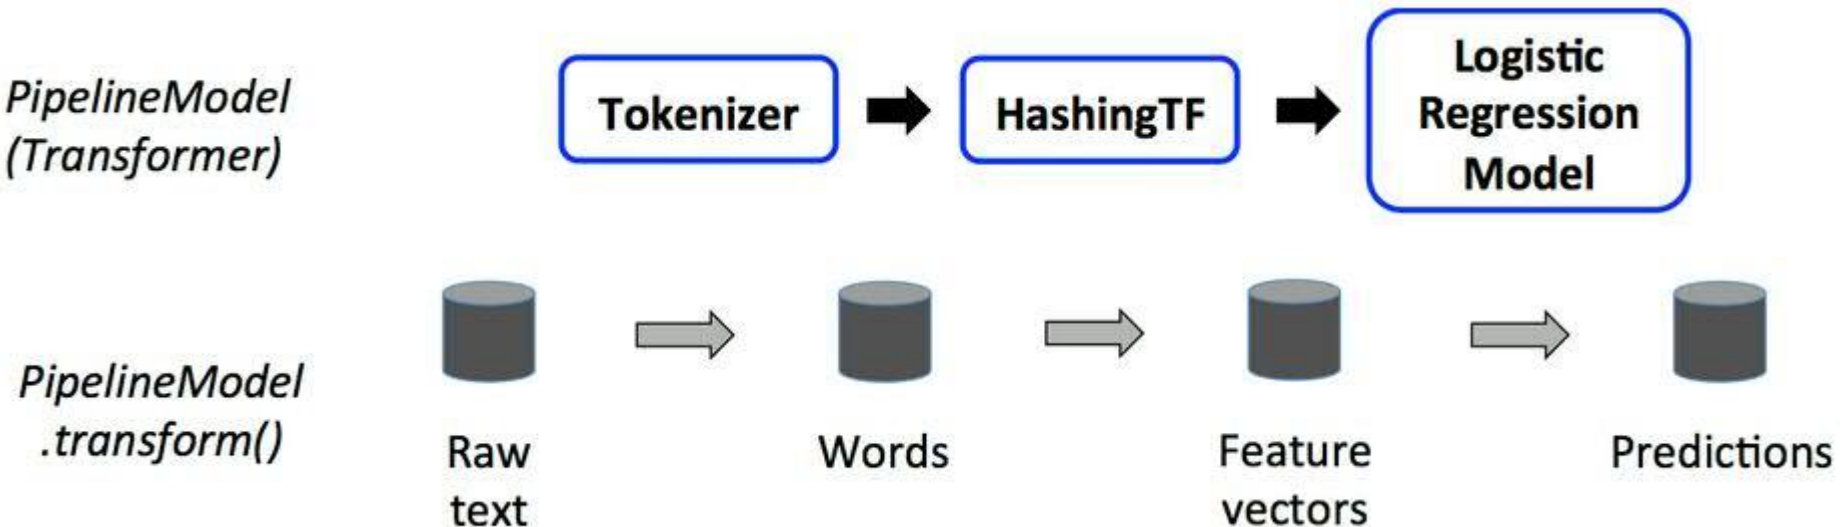 PipelineModel
(Transformer)
Tokenizer
HashingTF
Logistic
Regression
Model
PipelineModel
.transform()
Raw
text
Words
Feature
vectors
Predictions